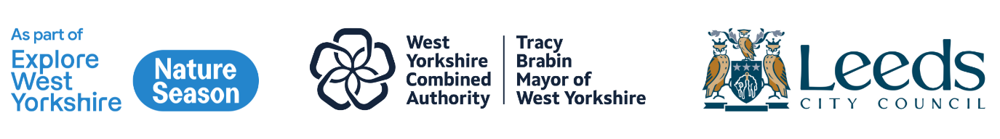 As part of
Explore
West
Yorkshire
Nature
Season
West
Yorkshire
Combined
Authority
Tracy
Brabin
Mayor of
West Yorkshire
Leeds
CITY COUNCIL